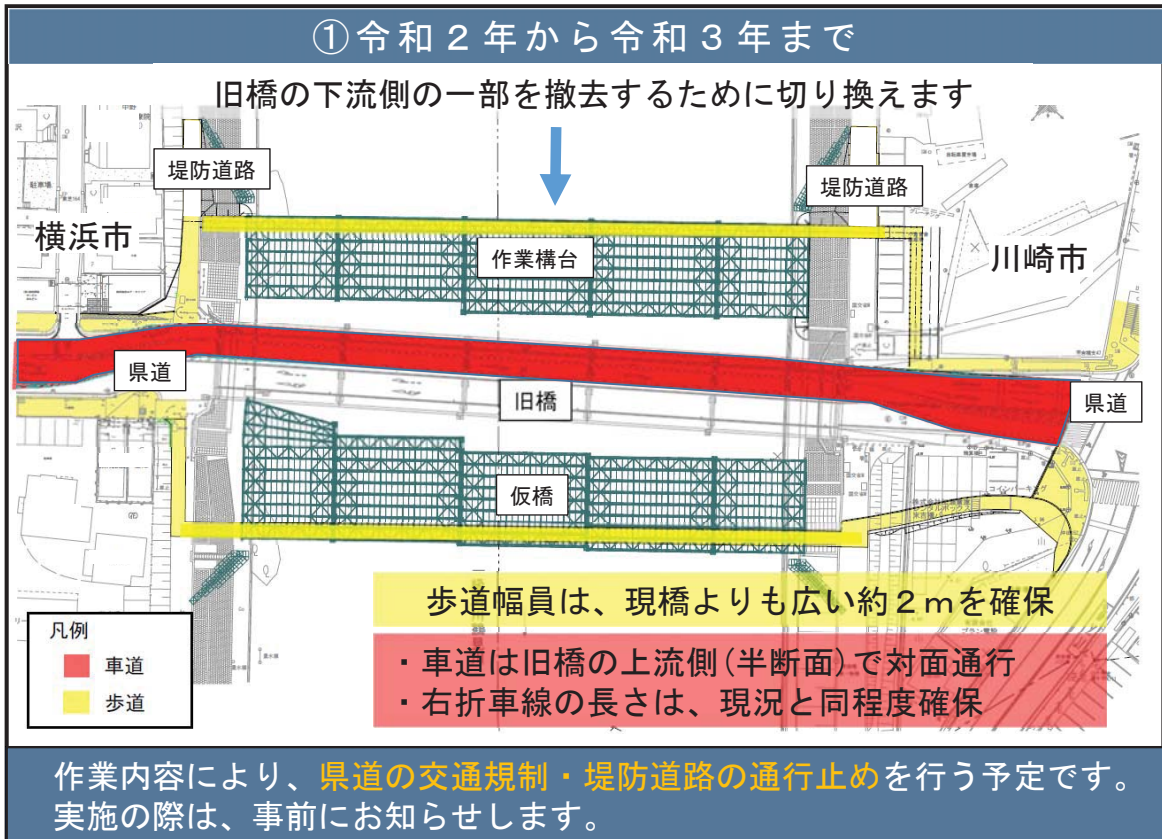 ①令和２年から令和３年まで
旧橋の下流側の一部を撤去するために切り換えます
堤防道路
堤防道路
横浜市
作業構台
川崎市
県道
旧橋
県道
仮橋
歩道幅員は、現橋よりも広い約２ｍを確保
・車道は旧橋の上流側(半断面)で対面通行
・右折車線の長さは、現況と同程度確保
凡例
車道
歩道
作業内容により、県道の交通規制・堤防道路の通行止めを行う予定です。
実施の際は、事前にお知らせします。